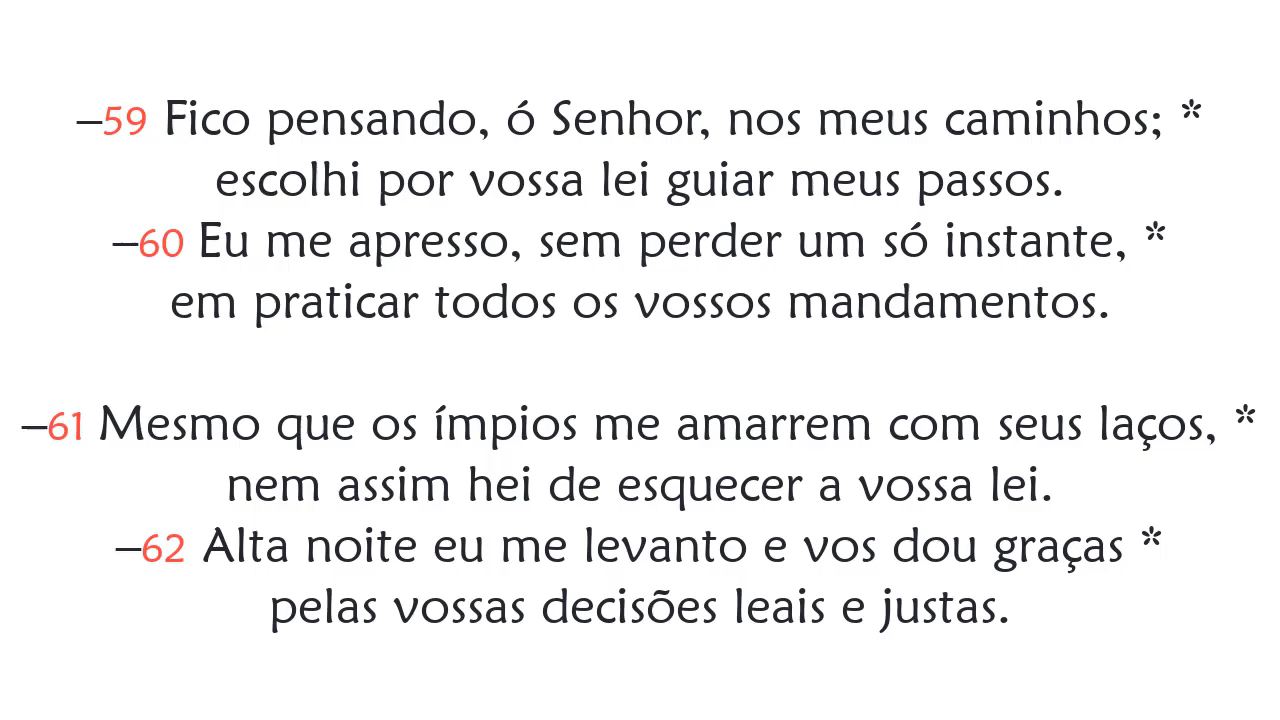 –59 Fico pensando, ó Senhor, nos meus caminhos; *
escolhi por vossa lei guiar meus passos.
–60 Eu me apresso, sem perder um só instante, *
em praticar todos os vossos mandamentos.
–61 Mesmo que os ímpios me amarrem com seus laços, *
nem assim hei de esquecer a vossa lei.
–62 Alta noite eu me levanto e vos dou graças *
pelas vossas decisões leais e justas.